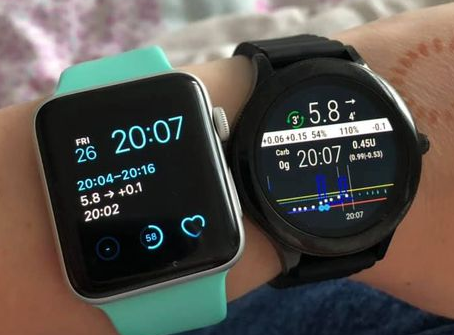 FRI
26
20:07
20:04–20:16
5.8 → +0.1
20:02
-
58
3'
5.8 →
4'
+0.06 +0.15 54% 110% -0.1
Carb
0g
20:07
0.45U
(0.99|-0.53)
20:07